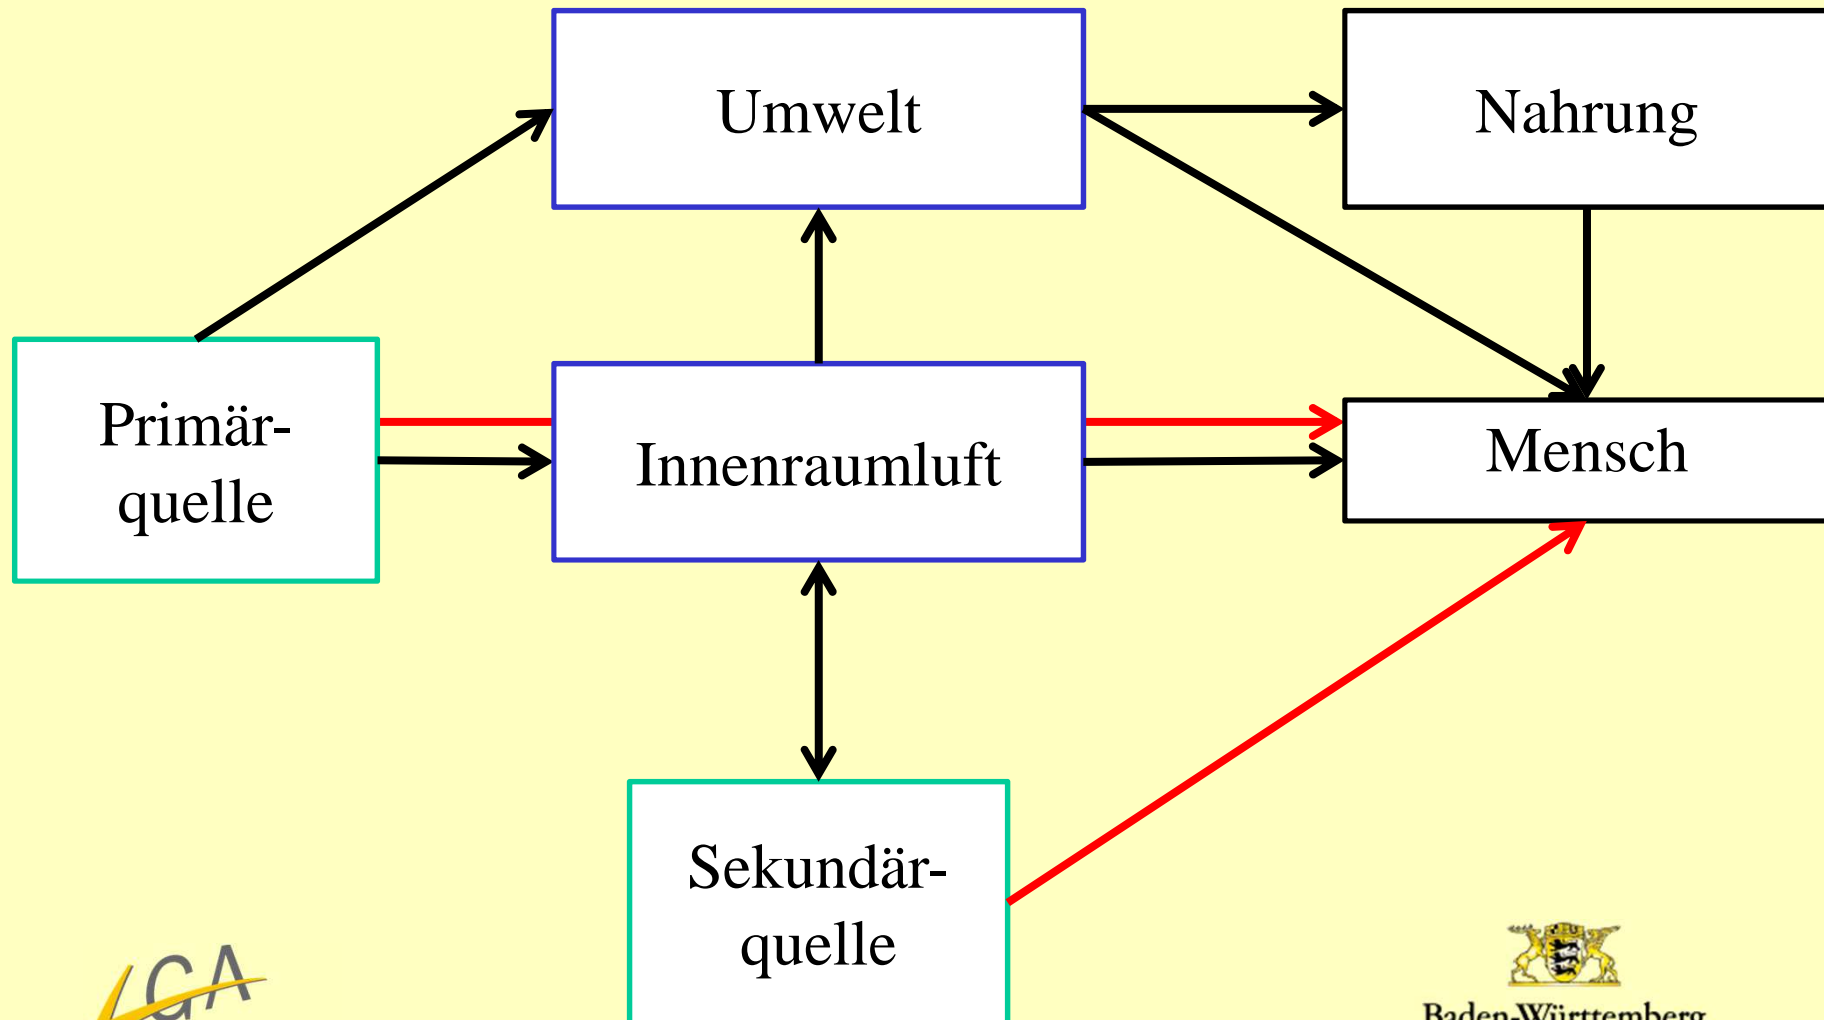 Umwelt
Nahrung
Primär-
quelle
Innenraumluft
Mensch
Sekundär-
quelle
LGA
Baden-Württemberg